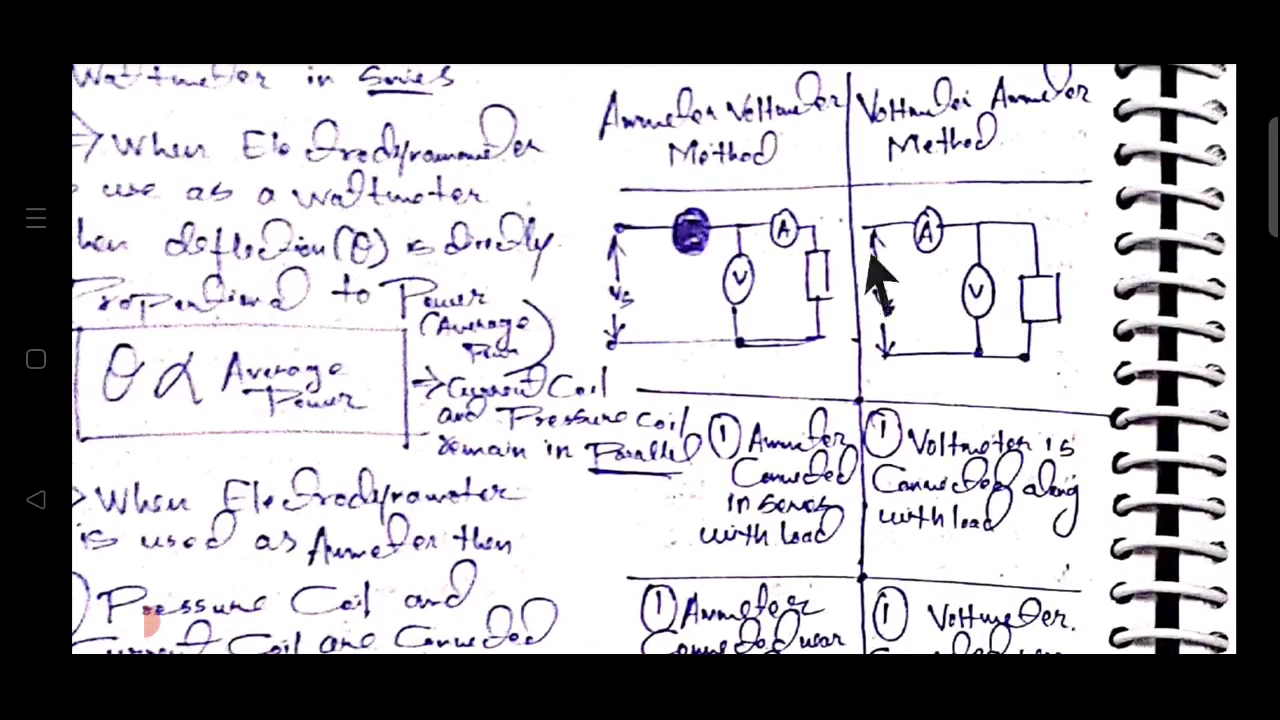 Wattmeter in Series
⇒ When Electrodynamometer
use as a wattmeter
then deflection (θ) is directly
Proportional to Power
(Average Power)
θ ∝ Average Power
→ Current Coil
and Pressure coil
remain in Parallel
> When Electrodynamometer
is used as Ammeter then
) Pressure Coil and
Current Coil are Connected
Ammeter Voltmeter
Method
A
V
Vs
① Ammeter
Connected
in series
with load
① Ammeter
Connected near
Voltmeter Ammeter
Method
A
V
① Voltmeter is
Connected along
with load
① Voltmeter